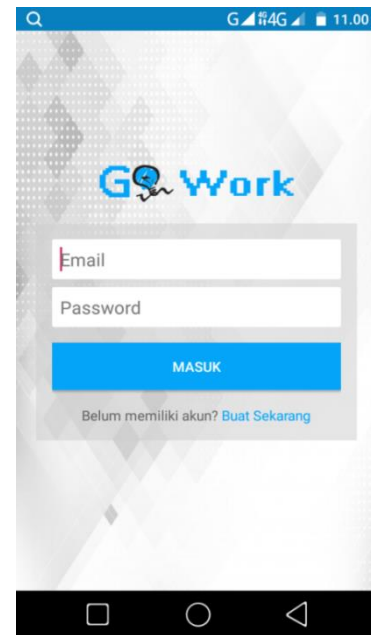 G 4G 11.00
Go Work
Email
Password
MASUK
Belum memiliki akun? Buat Sekarang